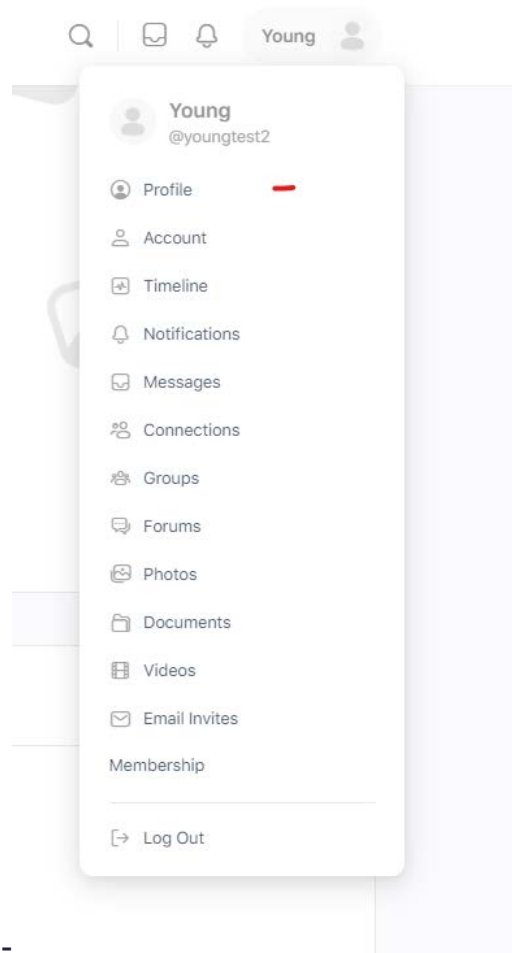 Young
Young
@youngtest2
Profile
Account
Timeline
Notifications
Messages
Connections
Groups
Forums
Photos
Documents
Videos
Email Invites
Membership
Log Out